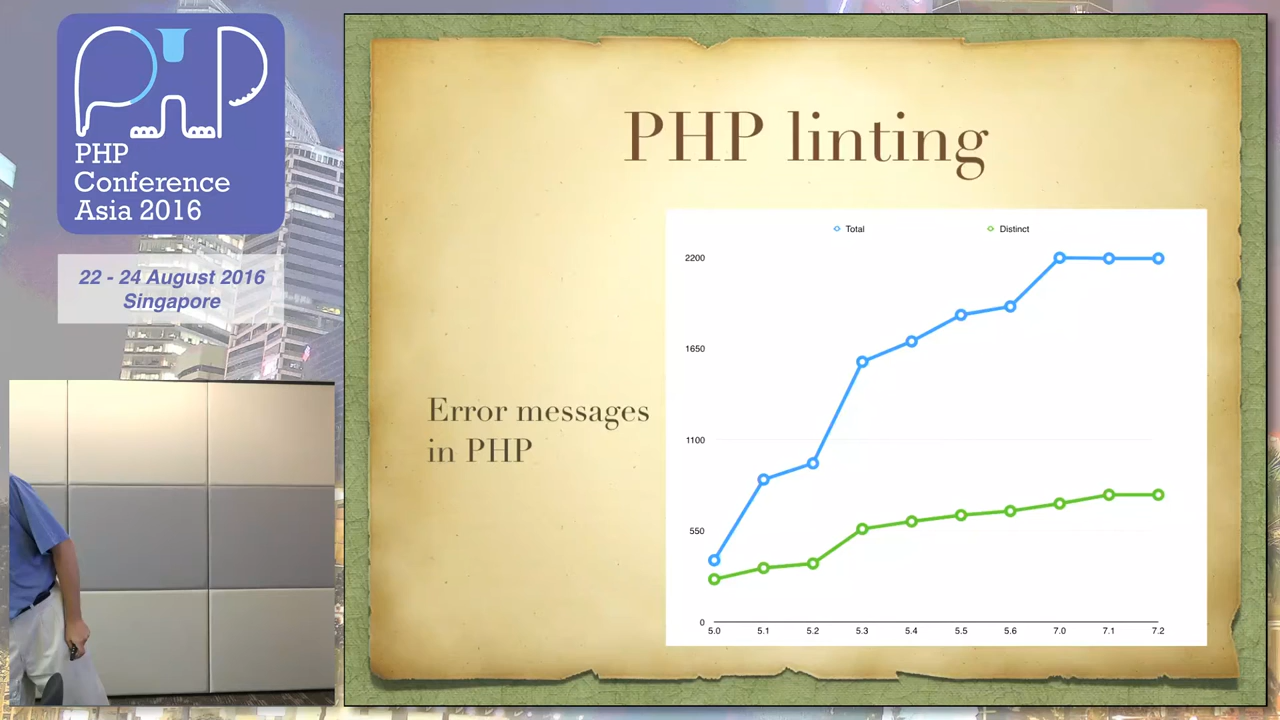 PHP
PHP
Conference
Asia 2016
22 - 24 August 2016
Singapore
PHP linting
Error messages
in PHP
Total
Distinct
2200
1650
1100
550
0
5.0
5.1
5.2
5.3
5.4
5.5
5.6
7.0
7.1
7.2